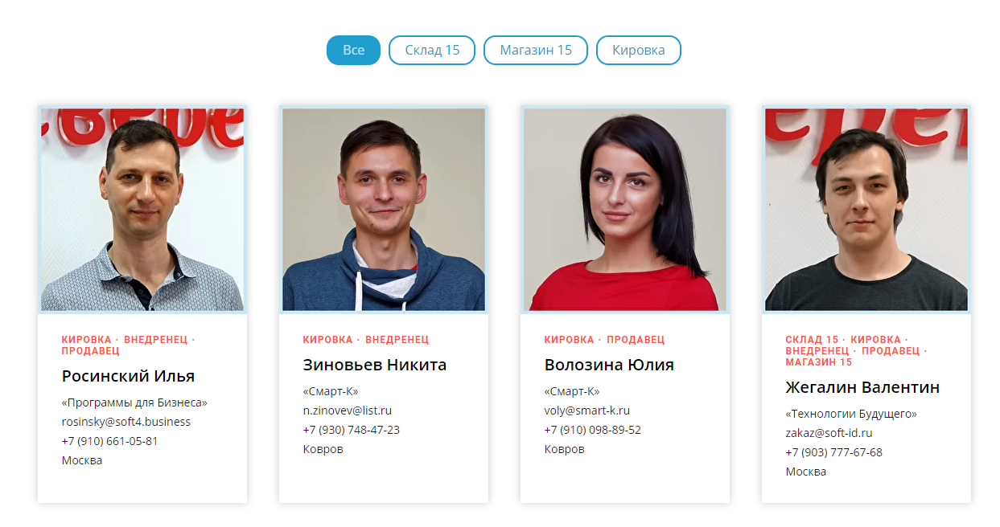 Все
Склад 15
Магазин 15
Кировка
КИРОВКА · ВНЕДРЕНЕЦ ·
ПРОДАВЕЦ
Росинский Илья
«Программы для Бизнеса»
rosinsky@soft4.business
+7 (910) 661-05-81
Москва
КИРОВКА · ВНЕДРЕНЕЦ
Зиновьев Никита
«Смарт-К»
n.zinovev@list.ru
+7 (930) 748-47-23
Ковров
КИРОВКА · ПРОДАВЕЦ
Волозина Юлия
«Смарт-К»
voly@smart-k.ru
+7 (910) 098-89-52
Ковров
СКЛАД 15 · КИРОВКА ·
ВНЕДРЕНЕЦ · ПРОДАВЕЦ ·
МАГАЗИН 15
Жегалин Валентин
«Технологии Будущего»
zakaz@soft-id.ru
+7 (903) 777-67-68
Москва